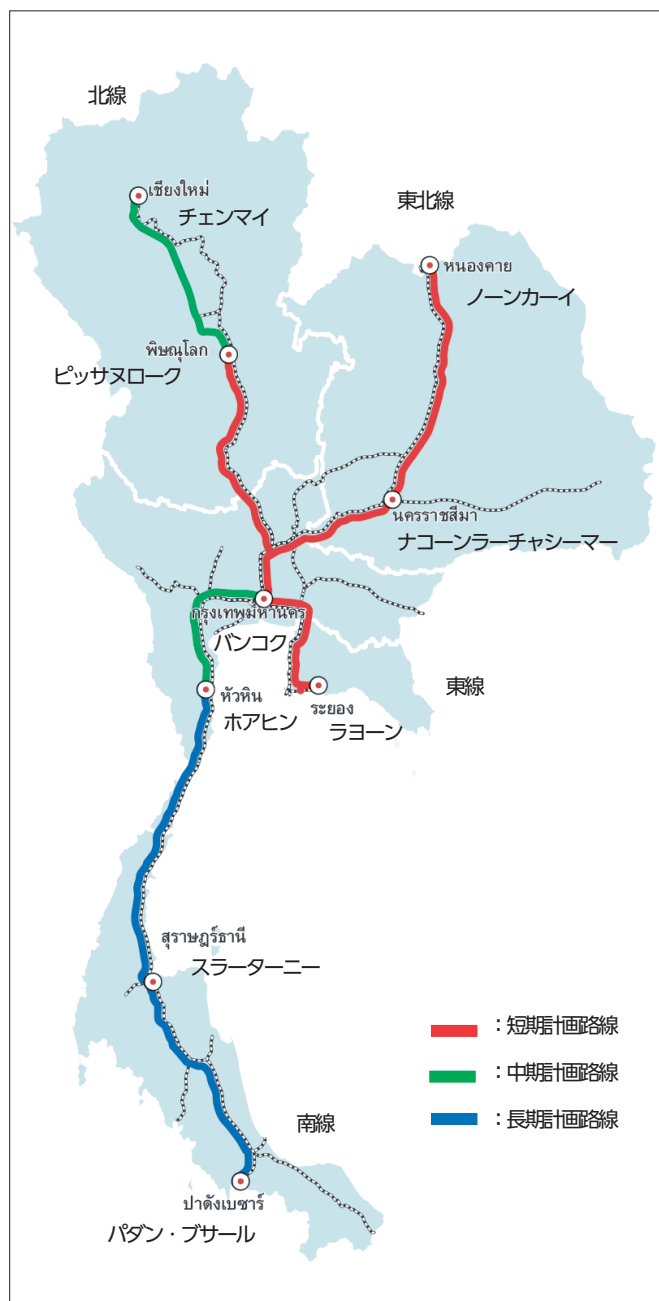 北線
เชียงใหม่
チェンマイ
東北線
หนองคาย
ノーンカーイ
พิษณุโลก
ピッサヌローク
นครราชสีมา
ナコーンラーチャシーマー
กรุงเทพมหานคร
バンコク
東線
หัวหิน
ホアヒン
ระยอง
ラヨーン
สุราษฎร์ธานี
スラーターニー
：短期計画路線
：中期計画路線
：長期計画路線
南線
ปาดังเบซาร์
パダン・ブサール